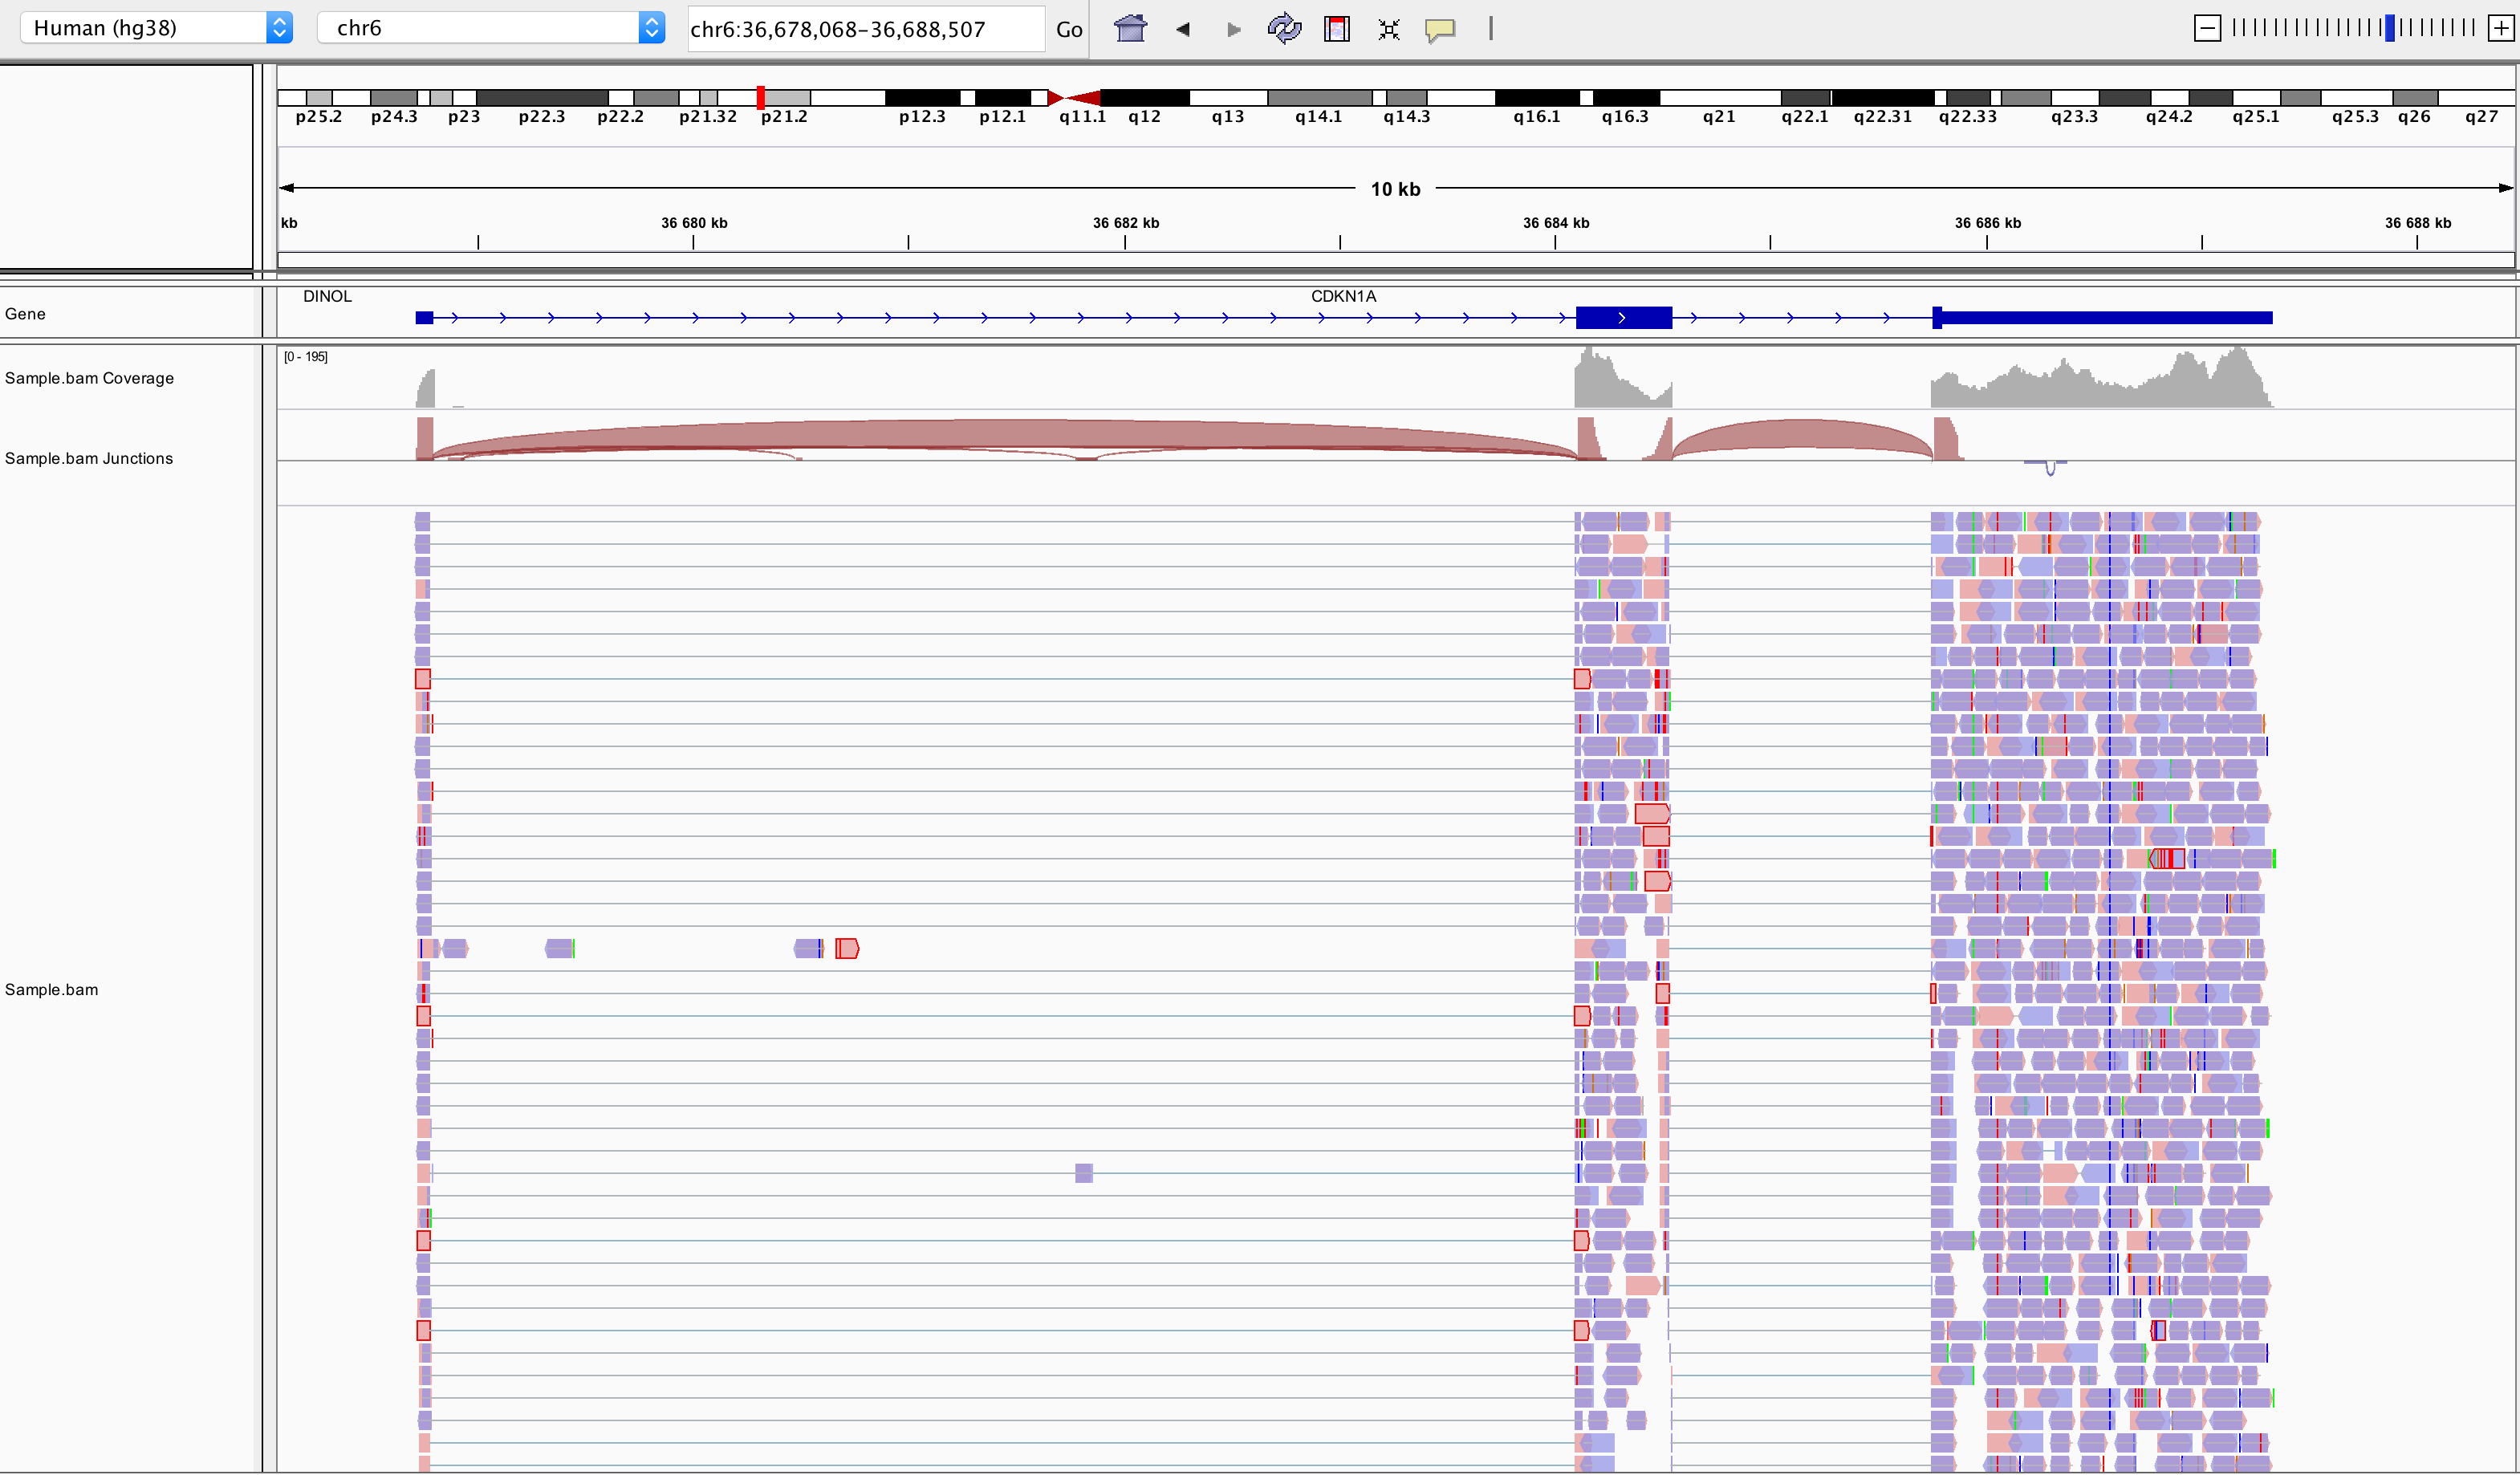 Human (hg38) chr6 chr6:36,678,068-36,688,507 Go
p25.2 p24.3 p23 p22.3 p22.2 p21.32 p21.2 p12.3 p12.1 q11.1 q12 q13 q14.1 q14.3 q16.1 q16.3 q21 q22.1 q22.31 q22.33 q23.3 q24.2 q25.1 q25.3 q26 q27
10 kb
kb 36 680 kb 36 682 kb 36 684 kb 36 686 kb 36 688 kb
DINOL CDKN1A
Gene
[0 - 195]
Sample.bam Coverage
Sample.bam Junctions
Sample.bam